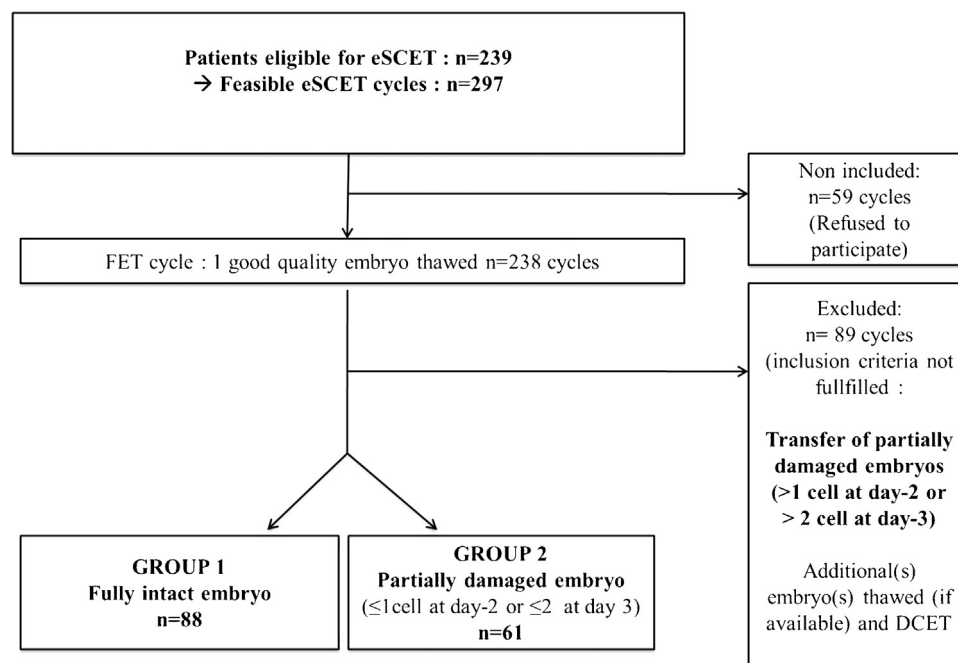 Patients eligible for eSCET : n=239
→ Feasible eSCET cycles : n=297
Non included:
n=59 cycles
(Refused to
participate)
FET cycle : 1 good quality embryo thawed n=238 cycles
Excluded:
n= 89 cycles
(inclusion criteria not
fullfilled :
Transfer of partially
damaged embryos
(>1 cell at day-2 or
> 2 cell at day-3)
Additional(s)
embryo(s) thawed (if
available) and DCET
GROUP 1
Fully intact embryo
n=88
GROUP 2
Partially damaged embryo
(≤1cell at day-2 or ≤2  at day 3)
n=61